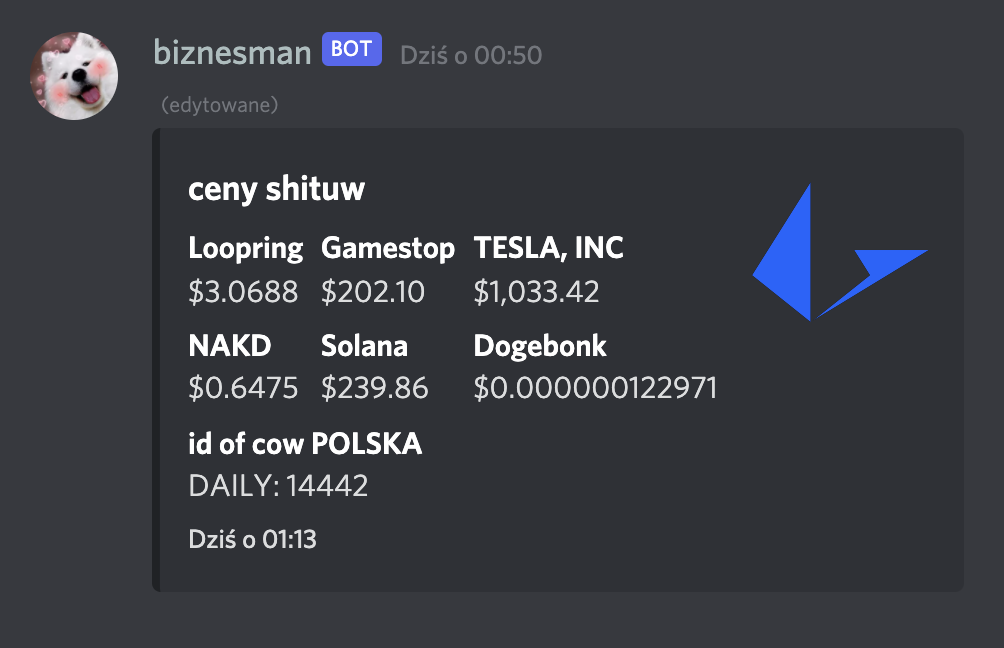 biznesman BOT Dziś o 00:50
(edytowane)
ceny shituw
Loopring Gamestop TESLA, INC
$3.0688 $202.10 $1,033.42
NAKD Solana Dogebonk
$0.6475 $239.86 $0.000000122971
id of cow POLSKA
DAILY: 14442
Dziś o 01:13